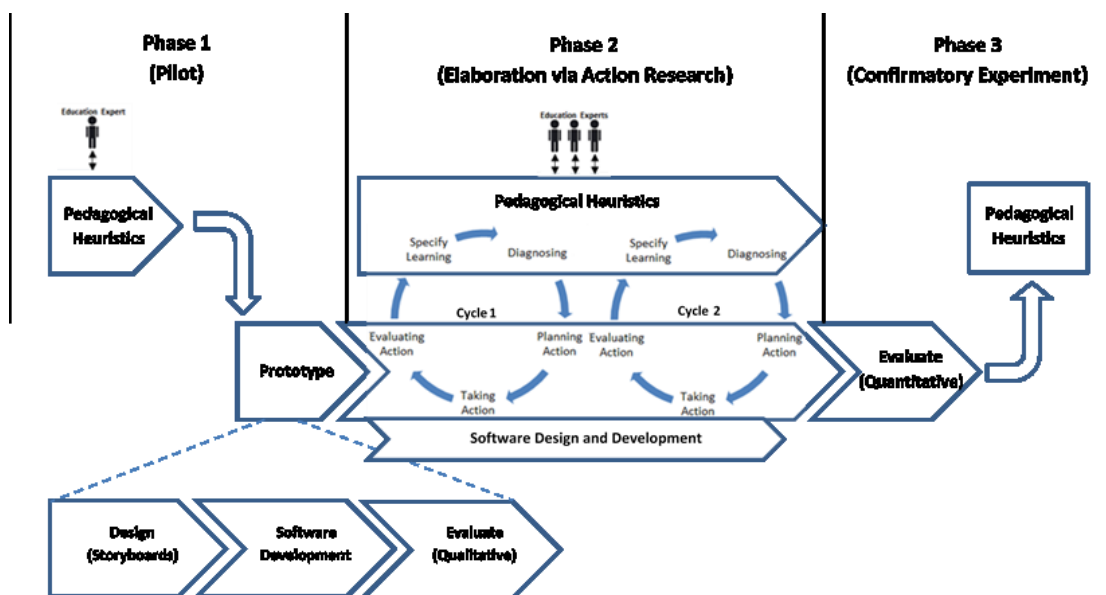 Phase 1
(Pilot)
Phase 2
(Elaboration via Action Research)
Phase 3
(Confirmatory Experiment)
Education Expert
Education Experts
Pedagogical
Heuristics
Pedagogical Heuristics
Specify
Learning
Diagnosing
Specify
Learning
Diagnosing
Pedagogical
Heuristics
Cycle 1
Cycle 2
Prototype
Evaluating
Action
Planning
Action
Taking
Action
Evaluating
Action
Planning
Action
Taking
Action
Evaluate
(Quantitative)
Software Design and Development
Design
(Storyboards)
Software
Development
Evaluate
(Qualitative)